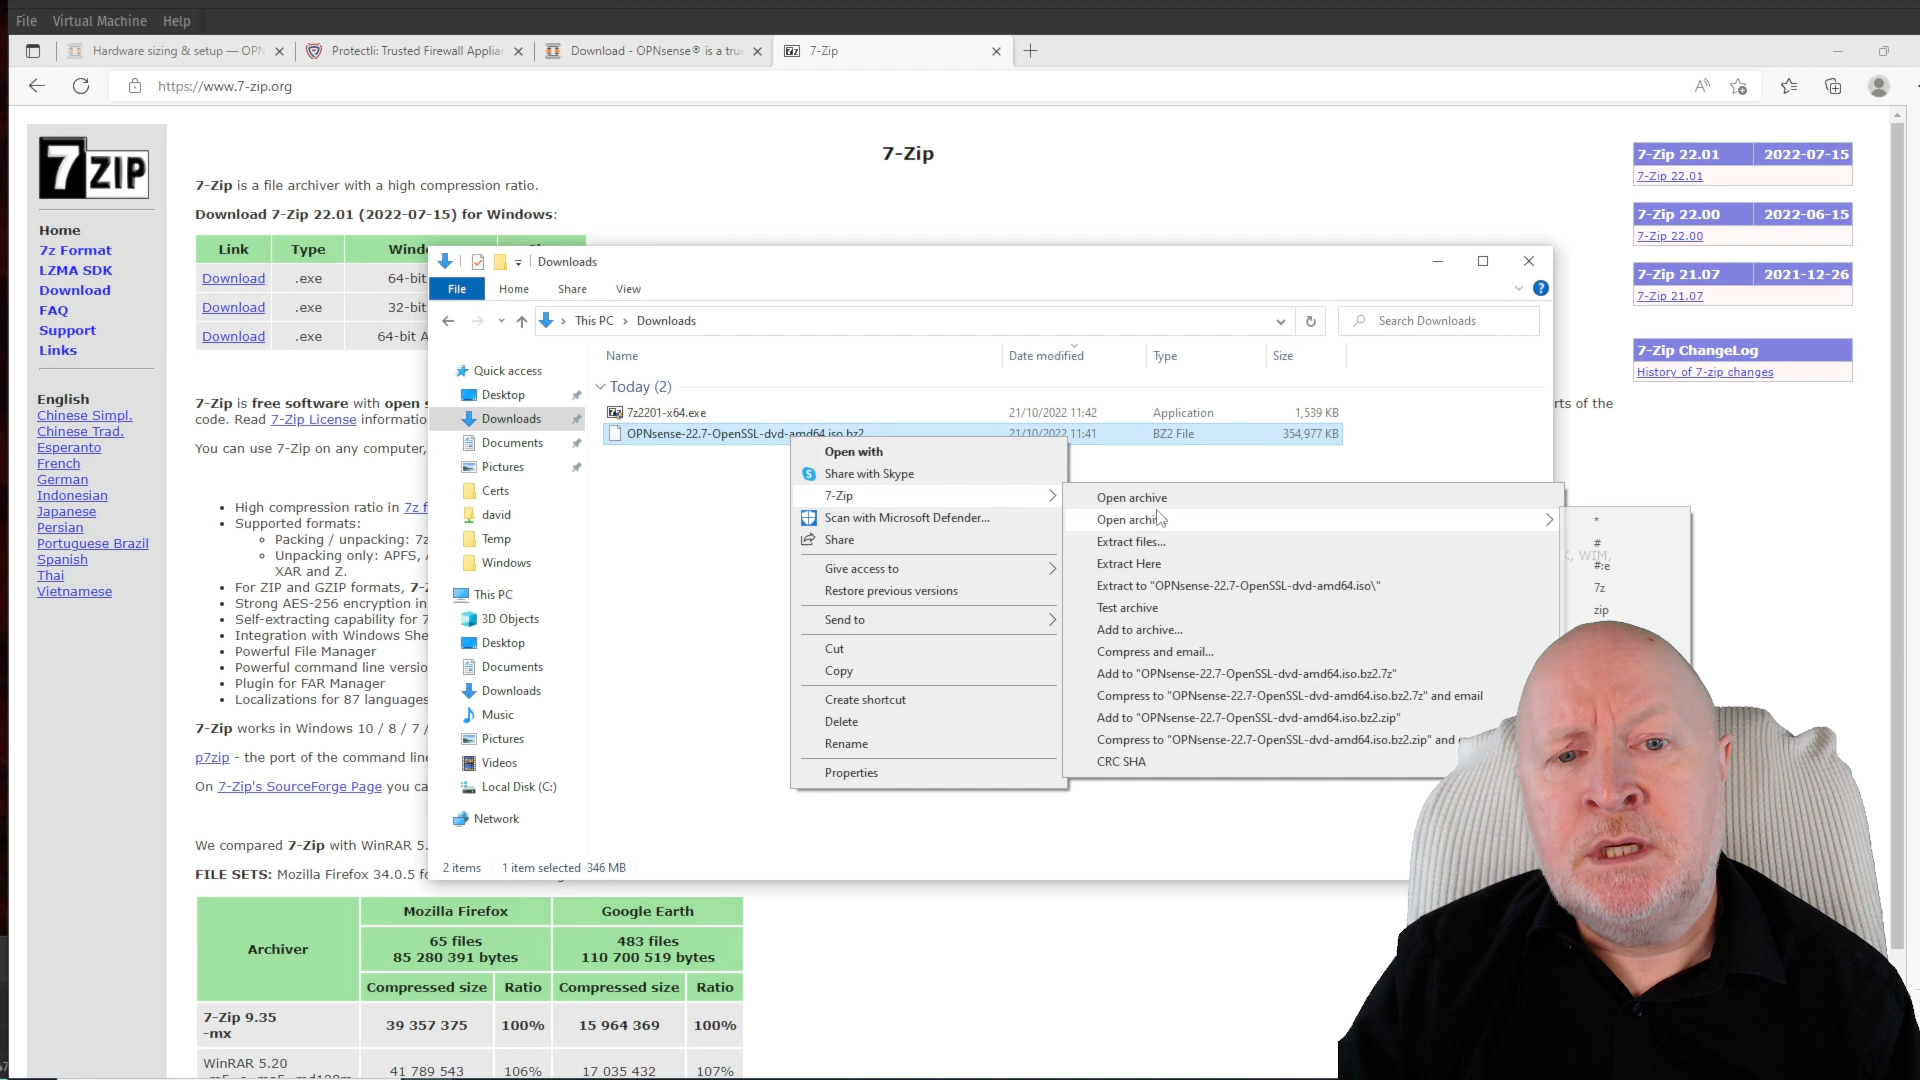 File Virtual Machine Help
Hardware sizing & setup — OPN
Protectli: Trusted Firewall Applia
Download - OPNsense® is a tru
7-Zip
https://www.7-zip.org
7ZIP
Home
7z Format
LZMA SDK
Download
FAQ
Support
Links
English
Chinese Simpl.
Chinese Trad.
Esperanto
French
German
Indonesian
Japanese
Persian
Portuguese Brazil
Spanish
Thai
Vietnamese
7-Zip
7-Zip is a file archiver with a high compression ratio.
Download 7-Zip 22.01 (2022-07-15) for Windows:
Link Type Windo
Download .exe 64-bit
Download .exe 32-bit
Download .exe 64-bit A
7-Zip is free software with open s
rts of the
code. Read 7-Zip License informatio
You can use 7-Zip on any computer,
High compression ratio in 7z f
Supported formats:
Packing / unpacking: 7z
Unpacking only: APFS, A
XAR and Z.
For ZIP and GZIP formats, 7-Z
Strong AES-256 encryption in
Self-extracting capability for 7
Integration with Windows She
Powerful File Manager
Powerful command line versio
Plugin for FAR Manager
Localizations for 87 languages
7-Zip works in Windows 10 / 8 / 7 /
p7zip - the port of the command line
On 7-Zip's SourceForge Page you ca
We compared 7-Zip with WinRAR 5.
FILE SETS: Mozilla Firefox 34.0.5 fo
Archiver
Mozilla Firefox Google Earth
65 files 483 files
85 280 391 bytes 110 700 519 bytes
Compressed size Ratio Compressed size Ratio
7-Zip 9.35
-mx
39 357 375 100% 15 964 369 100%
WinRAR 5.20
41 789 543 106% 17 035 432 107%
7-Zip 22.01 2022-07-15
7-Zip 22.01
7-Zip 22.00 2022-06-15
7-Zip 22.00
7-Zip 21.07 2021-12-26
7-Zip 21.07
7-Zip ChangeLog
History of 7-zip changes
Downloads
File Home Share View
This PC Downloads
Search Downloads
Name Date modified Type Size
Today (2)
7z2201-x64.exe 21/10/2022 11:42 Application 1,539 KB
OPNsense-22.7-OpenSSL-dvd-amd64.iso.bz2 21/10/2022 11:41 BZ2 File 354,977 KB
Quick access
Desktop
Downloads
Documents
Pictures
Certs
david
Temp
Windows
This PC
3D Objects
Desktop
Documents
Downloads
Music
Pictures
Videos
Local Disk (C:)
Network
2 items 1 item selected 346 MB
Open with
Share with Skype
7-Zip
Scan with Microsoft Defender...
Share
Give access to
Restore previous versions
Send to
Cut
Copy
Create shortcut
Delete
Rename
Properties
Open archive
Open archive
Extract files...
Extract Here
Extract to "OPNsense-22.7-OpenSSL-dvd-amd64.iso\"
Test archive
Add to archive...
Compress and email...
Add to "OPNsense-22.7-OpenSSL-dvd-amd64.iso.bz2.7z"
Compress to "OPNsense-22.7-OpenSSL-dvd-amd64.iso.bz2.7z" and email
Add to "OPNsense-22.7-OpenSSL-dvd-amd64.iso.bz2.zip"
Compress to "OPNsense-22.7-OpenSSL-dvd-amd64.iso.bz2.zip" and e
CRC SHA
*
#
, WIM,
#:e
7z
zip